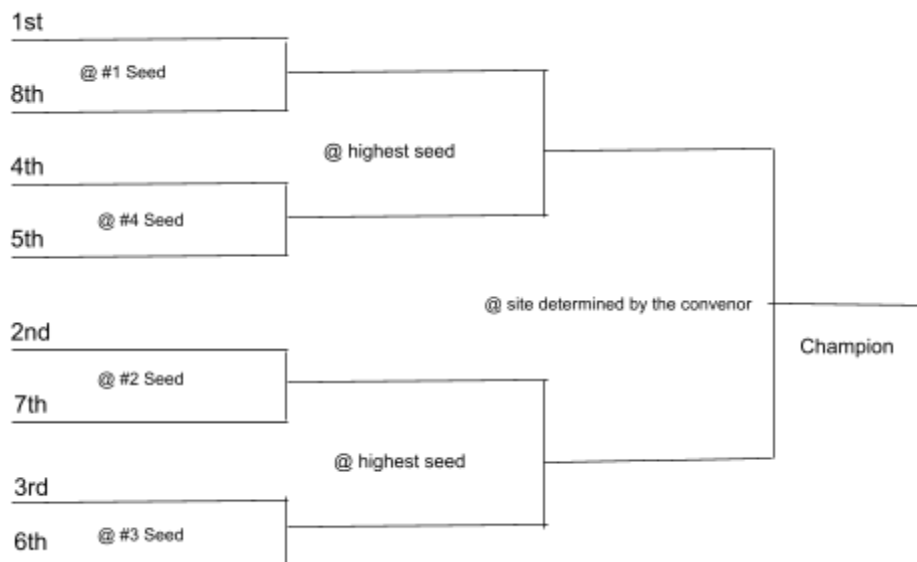 1st
@ #1 Seed
8th
@ highest seed
4th
@ #4 Seed
5th
@ site determined by the convenor
Champion
2nd
@ #2 Seed
7th
@ highest seed
3rd
@ #3 Seed
6th